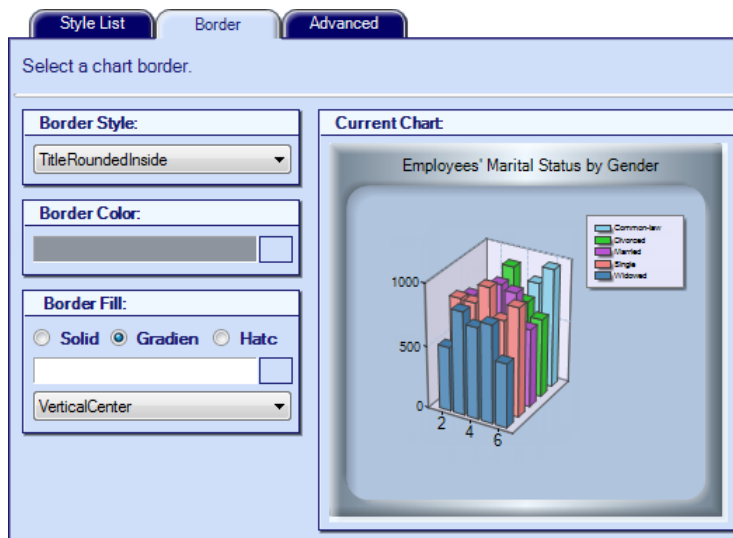 Style List
Border
Advanced
Select a chart border.
Border Style:
TitleRoundedInside
Border Color:
Border Fill:
Solid Gradien Hatc
VerticalCenter
Current Chart:
Employees' Marital Status by Gender
Common-law
Divorced
Married
Single
Widowed
1000
500
0
2
4
6